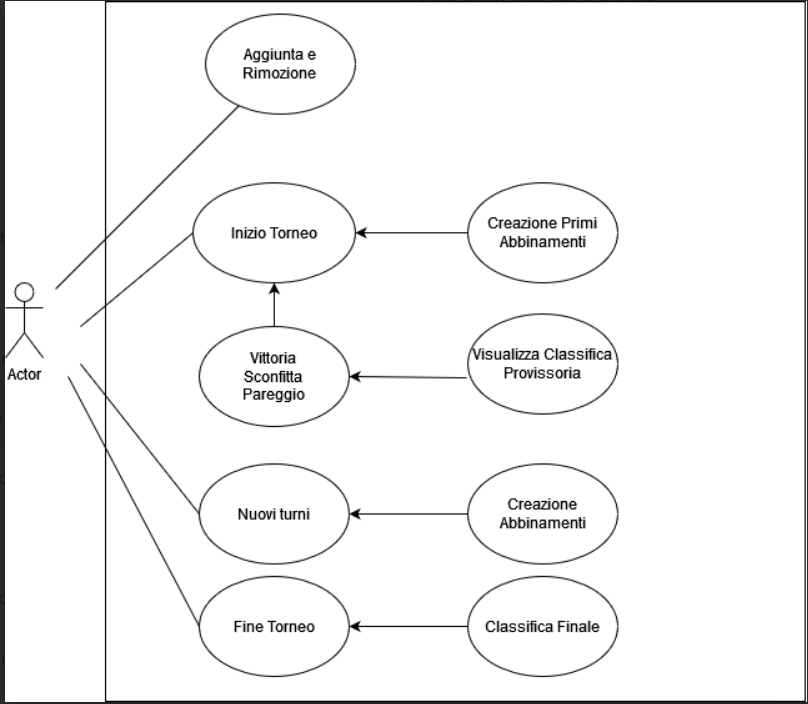 Aggiunta e
Rimozione
Inizio Torneo
Creazione Primi
Abbinamenti
Actor
Vittoria
Sconfitta
Pareggio
Visualizza Classifica
Provissoria
Nuovi turni
Creazione
Abbinamenti
Fine Torneo
Classifica Finale